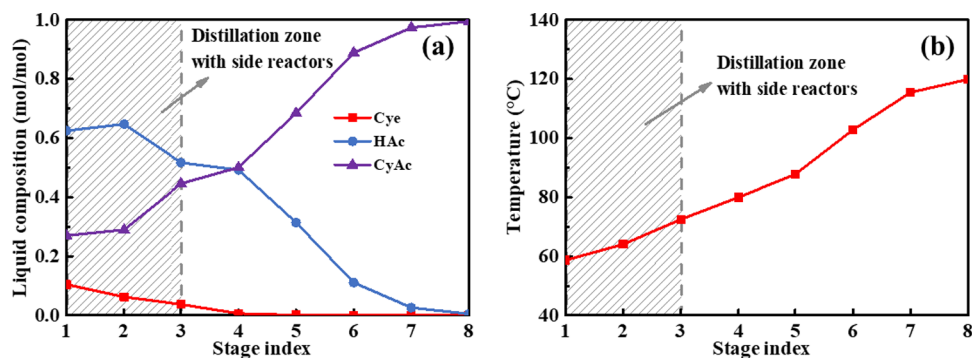 1.0
0.8
0.6
0.4
0.2
0.0
Liquid composition (mol/mol)
Distillation zone
with side reactors
(a)
Cye
HAc
CyAc
1 2 3 4 5 6 7 8
Stage index
140
120
100
80
60
40
Temperature (°C)
Distillation zone
with side reactors
(b)
1 2 3 4 5 6 7 8
Stage index